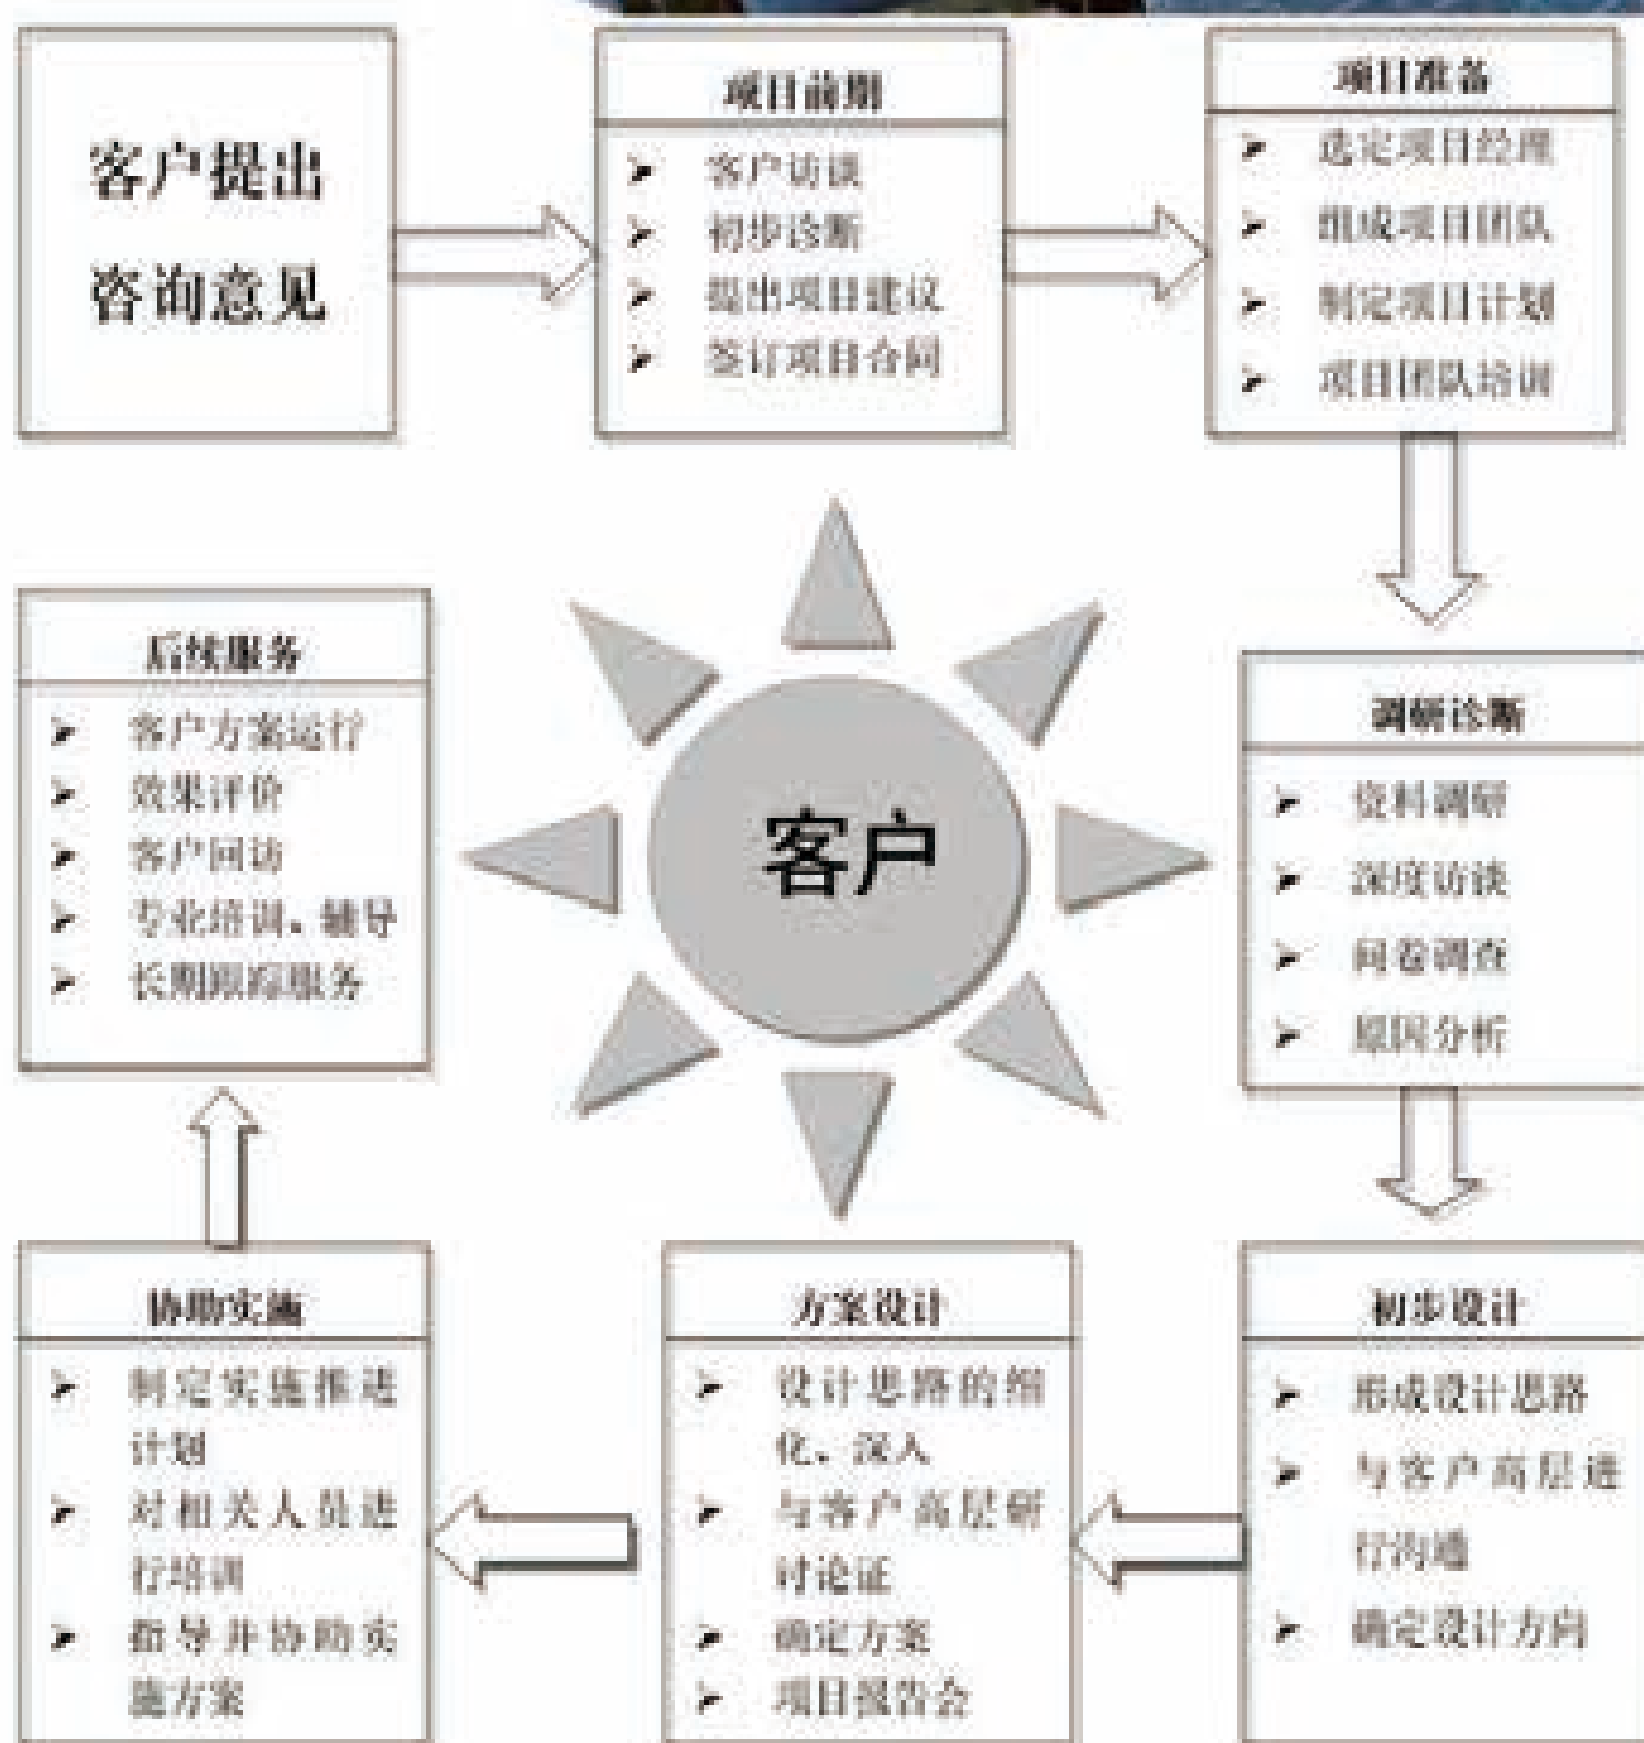 客户提出
咨询意见
项目前期
客户访谈
初步诊断
提出项目建议
签订项目合同
项目准备
选定项目经理
组成项目团队
制定项目计划
项目团队培训
调研诊断
资料调研
深度访谈
问卷调查
原因分析
初步设计
形成设计思路
与客户高层进
行沟通
确定设计方向
方案设计
设计思路的细
化、深入
与客户高层研
讨论证
确定方案
项目报告会
协助实施
制定实施推进
计划
对相关人员进
行培训
指导并协助实
施方案
后续服务
客户方案运行
效果评价
客户回访
专业培训、辅导
长期跟踪服务
客户